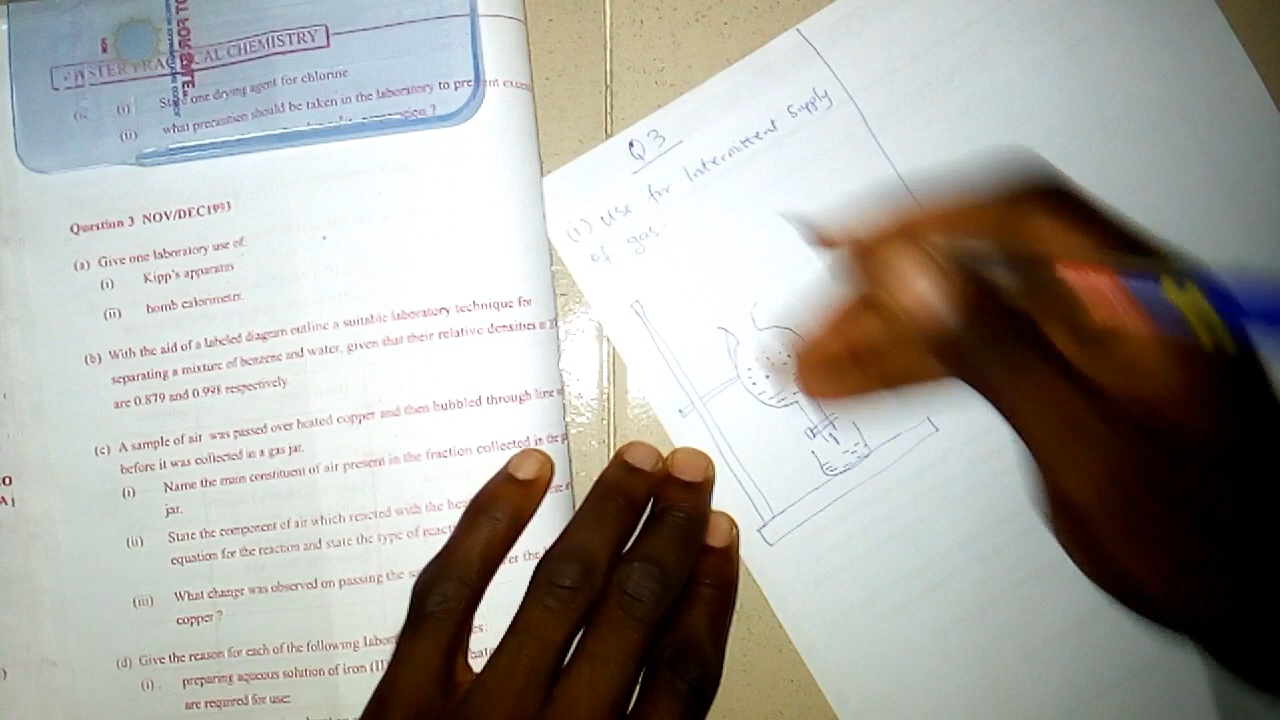 TER PRACTICAL CHEMISTRY
(i) State one drying agent for chlorine
(ii) what precaution should be taken in the laboratory to prevent
Question 3 NOV/DEC1993
(a) Give one laboratory use of:
(i) Kipp's apparatus
(ii) bomb calorimeter.
(b) With the aid of a labeled diagram outline a suitable laboratory technique for
separating a mixture of benzene and water, given that their relative densities
are 0.879 and 0.998 respectively.
(c) A sample of air was passed over heated copper and then bubbled through lime
before it was collected in a gas jar.
(i) Name the main constituent of air present in the fraction collected in the
jar.
(ii) State the component of air which reacted with the
equation for the reaction and state the type of
(iii) What change was observed on passing the
copper ?
(d) Give the reason for each of the following
(i) preparing aqueous solution of iron (II)
are required for use:
Q 3
(i) Use for Intermittent Supply
of gas.